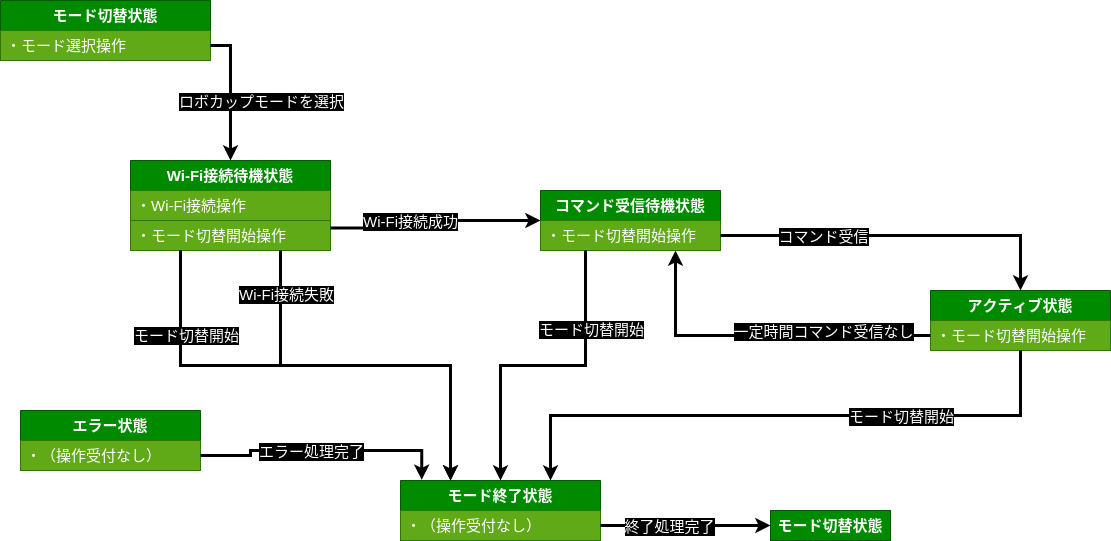 モード切替状態
・モード選択操作
ロボカップモードを選択
Wi-Fi接続待機状態
・Wi-Fi接続操作
・モード切替開始操作
Wi-Fi接続成功
コマンド受信待機状態
・モード切替開始操作
コマンド受信
Wi-Fi接続失敗
モード切替開始
モード切替開始
一定時間コマンド受信なし
アクティブ状態
・モード切替開始操作
モード切替開始
エラー状態
・（操作受付なし）
エラー処理完了
モード終了状態
・（操作受付なし）
終了処理完了
モード切替状態